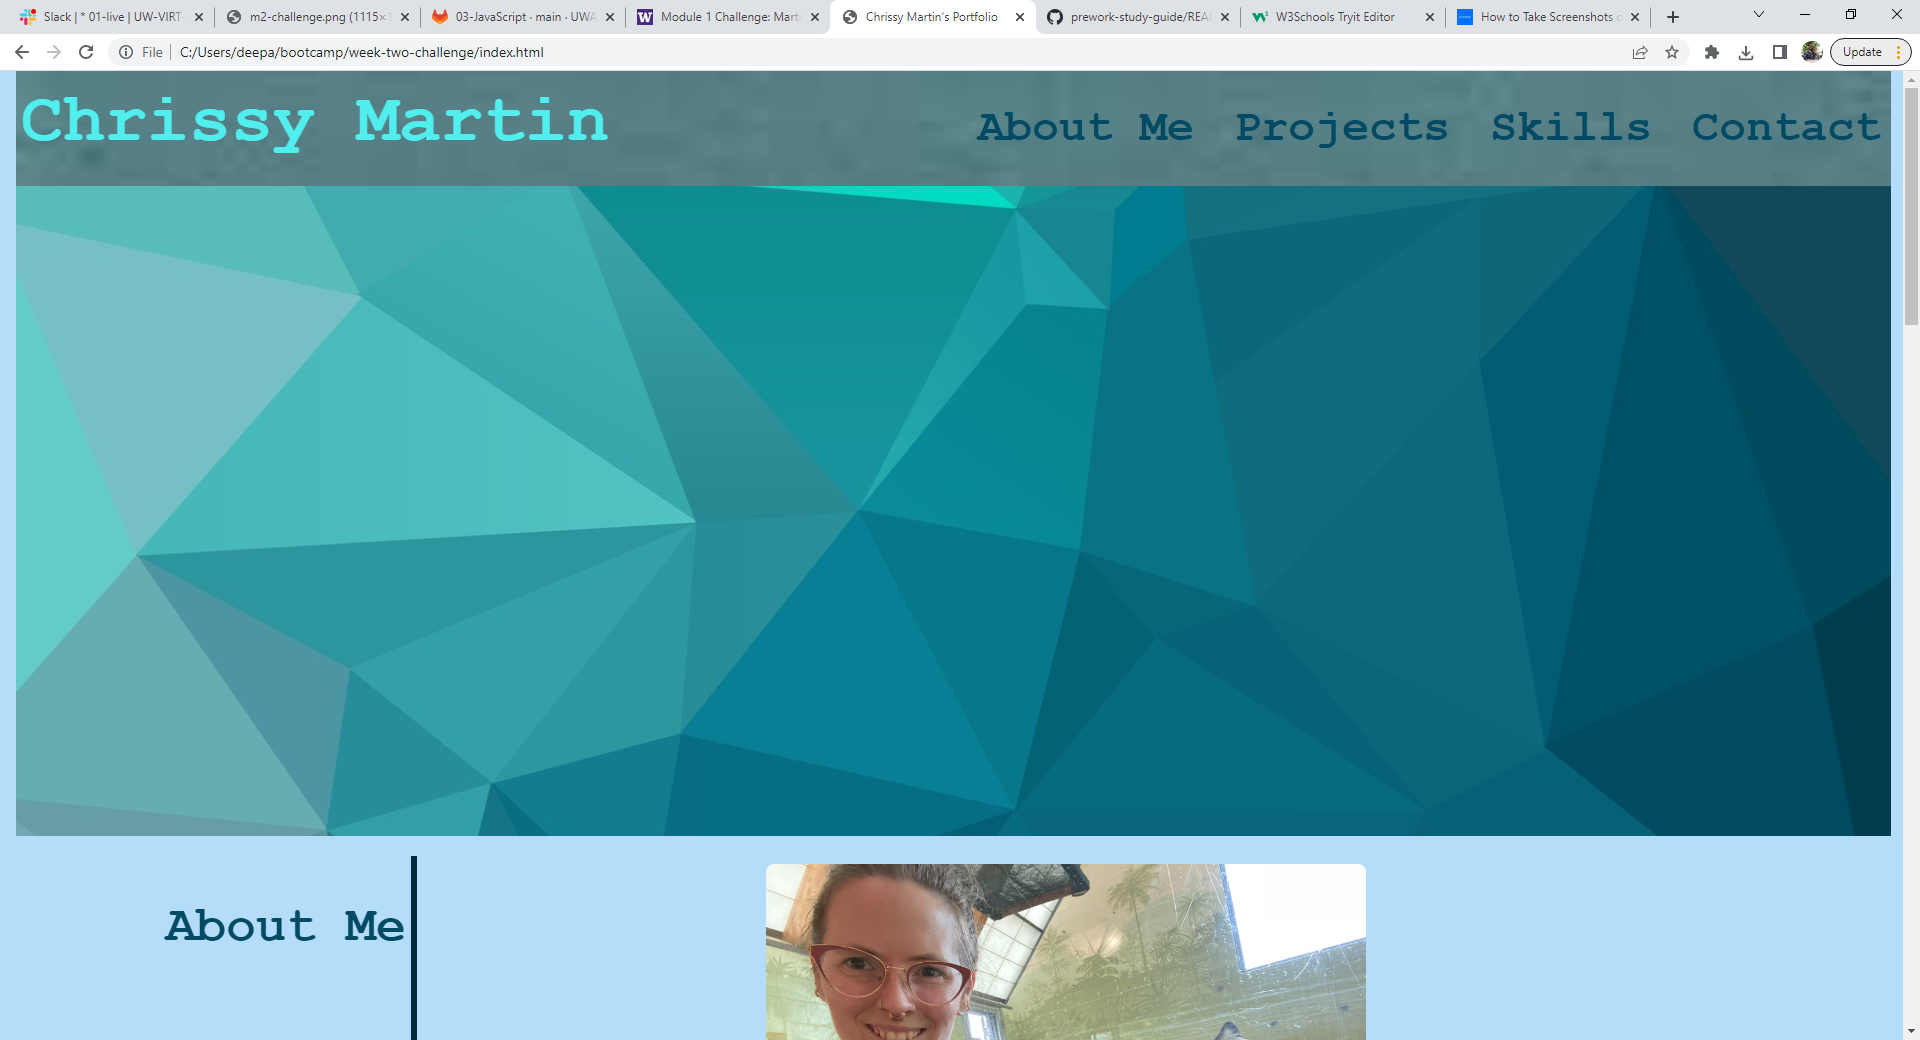 Slack | * 01-live | UW-VIRT-
m2-challenge.png (1115×1
03-JavaScript · main · UWA
Module 1 Challenge: Mart
Chrissy Martin's Portfolio
prework-study-guide/REA
W3Schools Tryit Editor
How to Take Screenshots o
File
C:/Users/deepa/bootcamp/week-two-challenge/index.html
Update
Chrissy Martin
About Me Projects Skills Contact
About Me